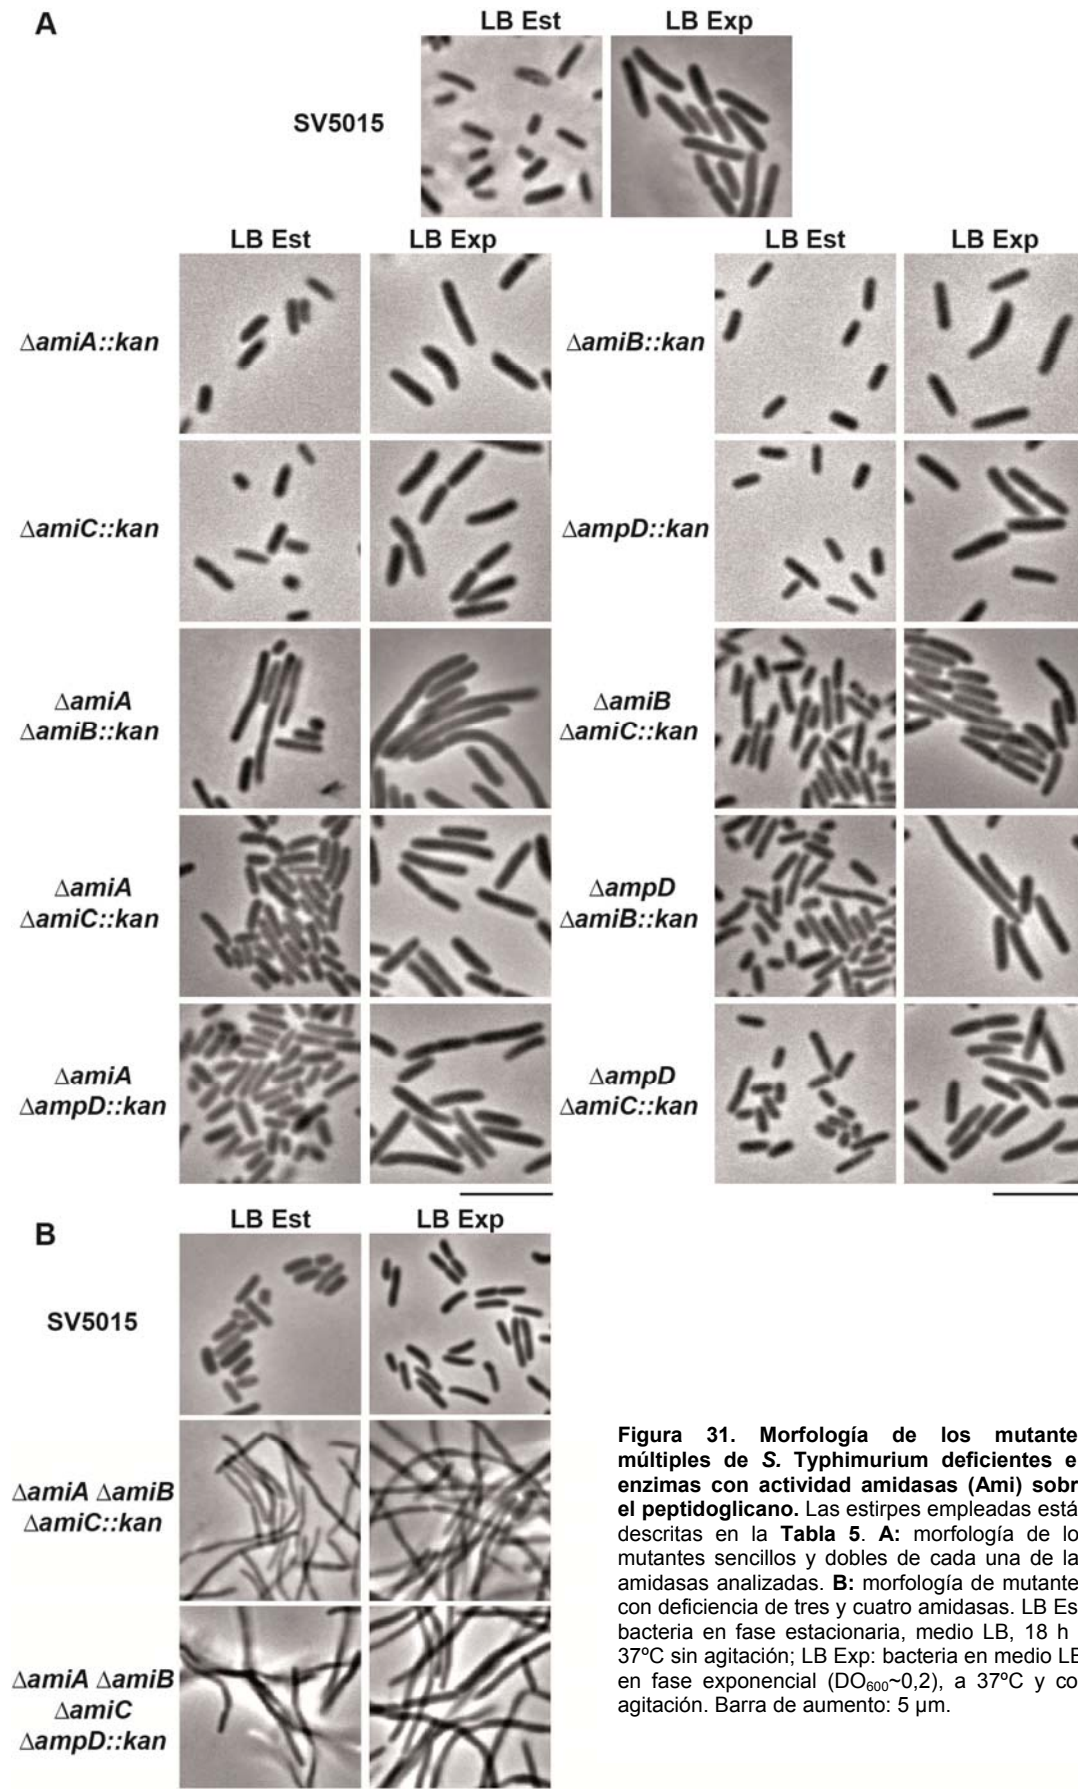 A
LB Est LB Exp
SV5015
LB Est LB Exp LB Est LB Exp
ΔamiA::kan ΔamiB::kan
ΔamiC::kan ΔampD::kan
ΔamiA ΔamiB
ΔamiB::kan ΔamiC::kan
ΔamiA ΔampD
ΔamiC::kan ΔamiB::kan
ΔamiA ΔampD
ΔampD::kan ΔamiC::kan
B
LB Est LB Exp
SV5015
ΔamiA ΔamiB
ΔamiC::kan
ΔamiA ΔamiB
ΔamiC
ΔampD::kan
Figura 31. Morfología de los mutante
múltiples de S. Typhimurium deficientes e
enzimas con actividad amidasas (Ami) sobr
el peptidoglicano. Las estirpes empleadas está
descritas en la Tabla 5. A: morfología de lo
mutantes sencillos y dobles de cada una de la
amidasas analizadas. B: morfología de mutante
con deficiencia de tres y cuatro amidasas. LB Es
bacteria en fase estacionaria, medio LB, 18 h
37ºC sin agitación; LB Exp: bacteria en medio LB
en fase exponencial (DO600~0,2), a 37ºC y co
agitación. Barra de aumento: 5 µm.